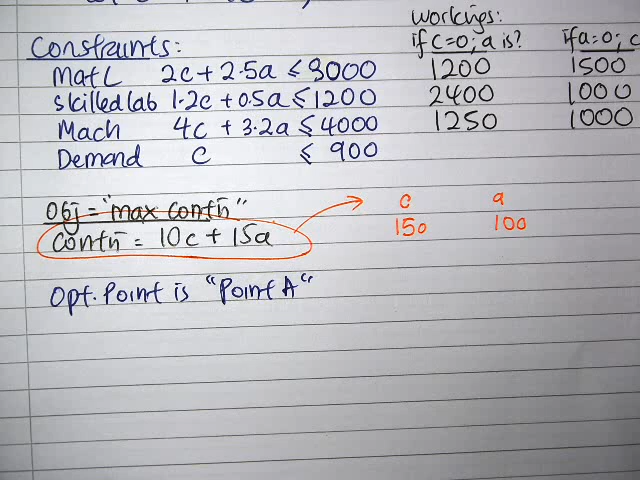 Workings:
Constraints: if c=0; a is? if a=0; c
Mat L 2c + 2.5a ≤ 3000 1200 1500
Skilled lab 1.2c + 0.5a ≤ 1200 2400 1000
Mach 4c + 3.2a ≤ 4000 1250 1000
Demand c ≤ 900
Obj = "max contn"
contn = 10c + 15a
c a
150 100
Opt. Point is "Point A"